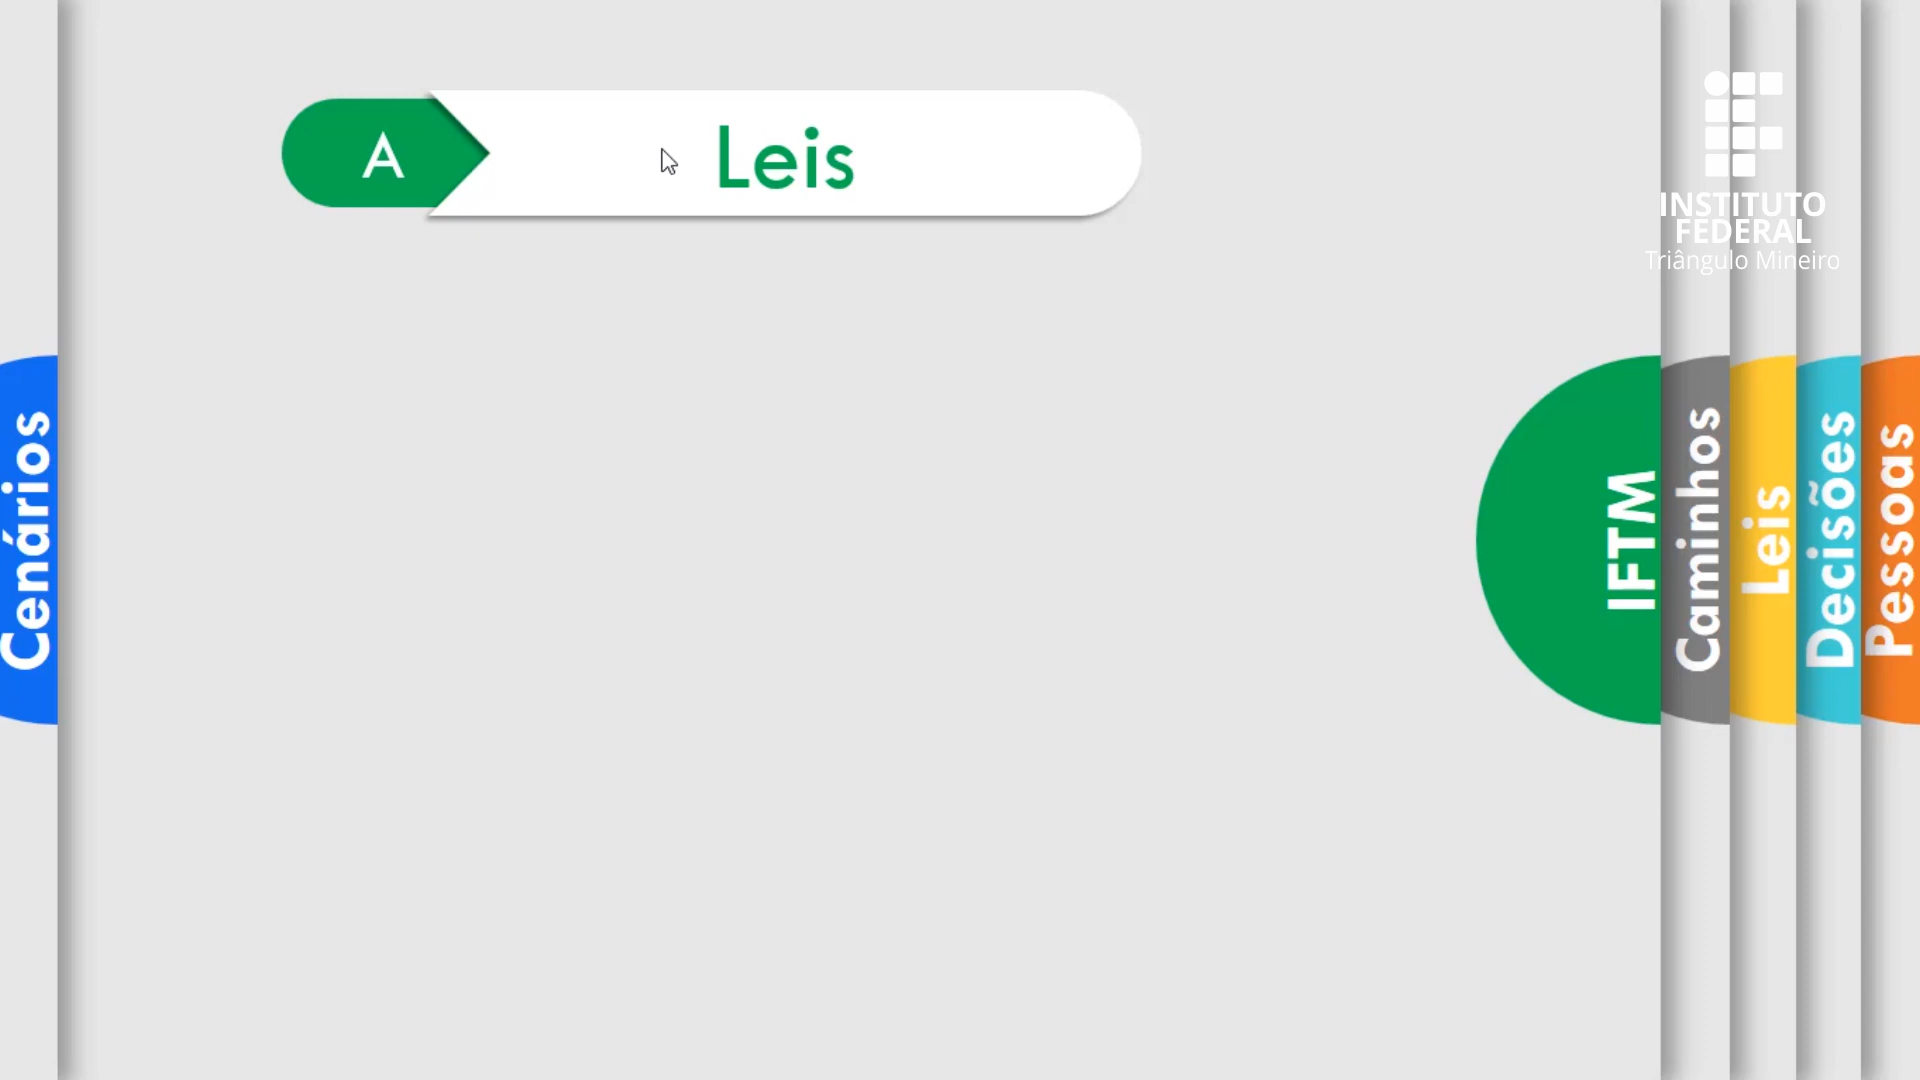 A
Leis
INSTITUTO
FEDERAL
Triângulo Mineiro
Cenários
IFTM
Caminhos
Leis
Decisões
Pessoas